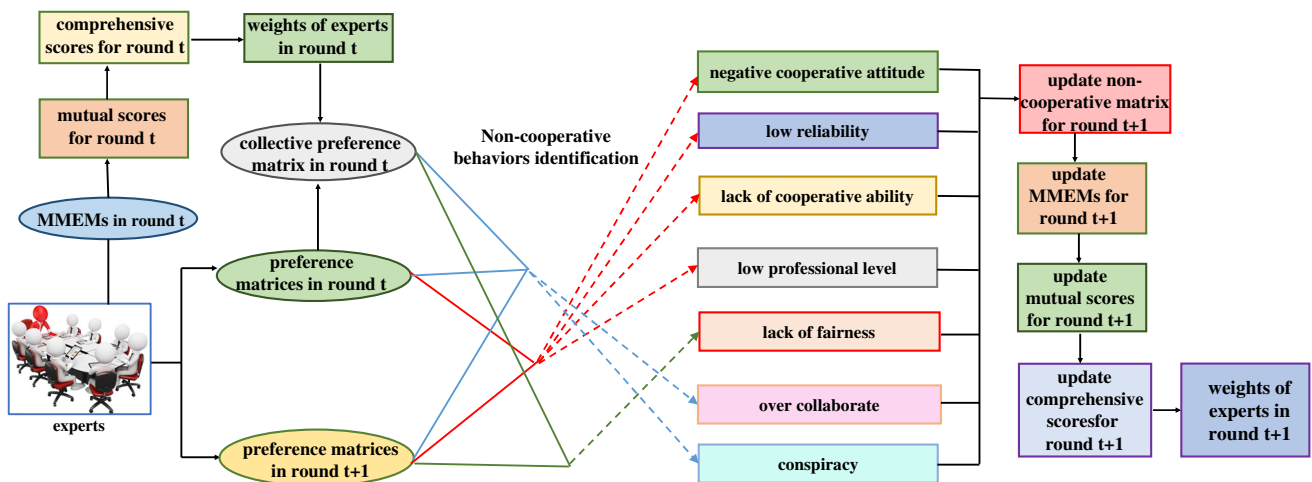 comprehensive
scores for round t
weights of experts
in round t
mutual scores
for round t
MMEMs in round t
experts
collective preference
matrix in round t
preference
matrices in round t
preference matrices
in round t+1
Non-cooperative
behaviors identification
negative cooperative attitude
low reliability
lack of cooperative ability
low professional level
lack of fairness
over collaborate
conspiracy
update non-
cooperative matrix
for round t+1
update
MMEMs for
round t+1
update
mutual scores
for round t+1
update
comprehensive
scoresfor
round t+1
weights of
experts in
round t+1